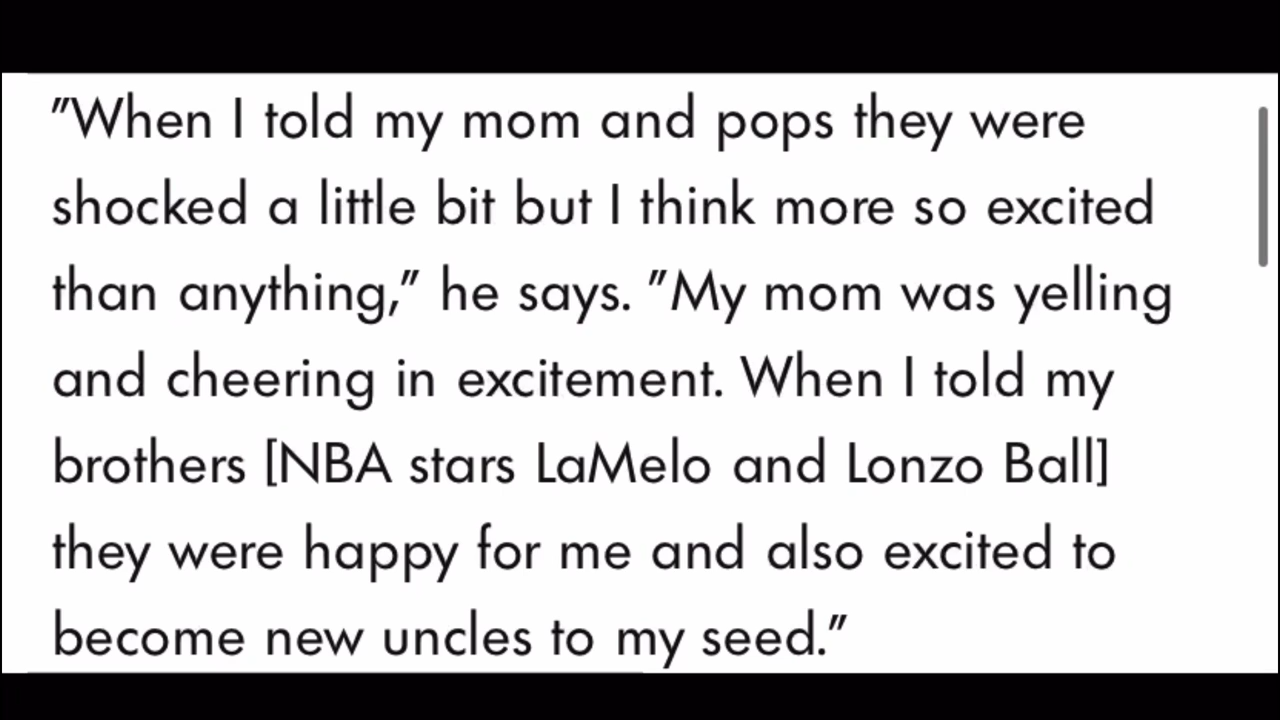 "When I told my mom and pops they were
shocked a little bit but I think more so excited
than anything," he says. "My mom was yelling
and cheering in excitement. When I told my
brothers [NBA stars LaMelo and Lonzo Ball]
they were happy for me and also excited to
become new uncles to my seed."